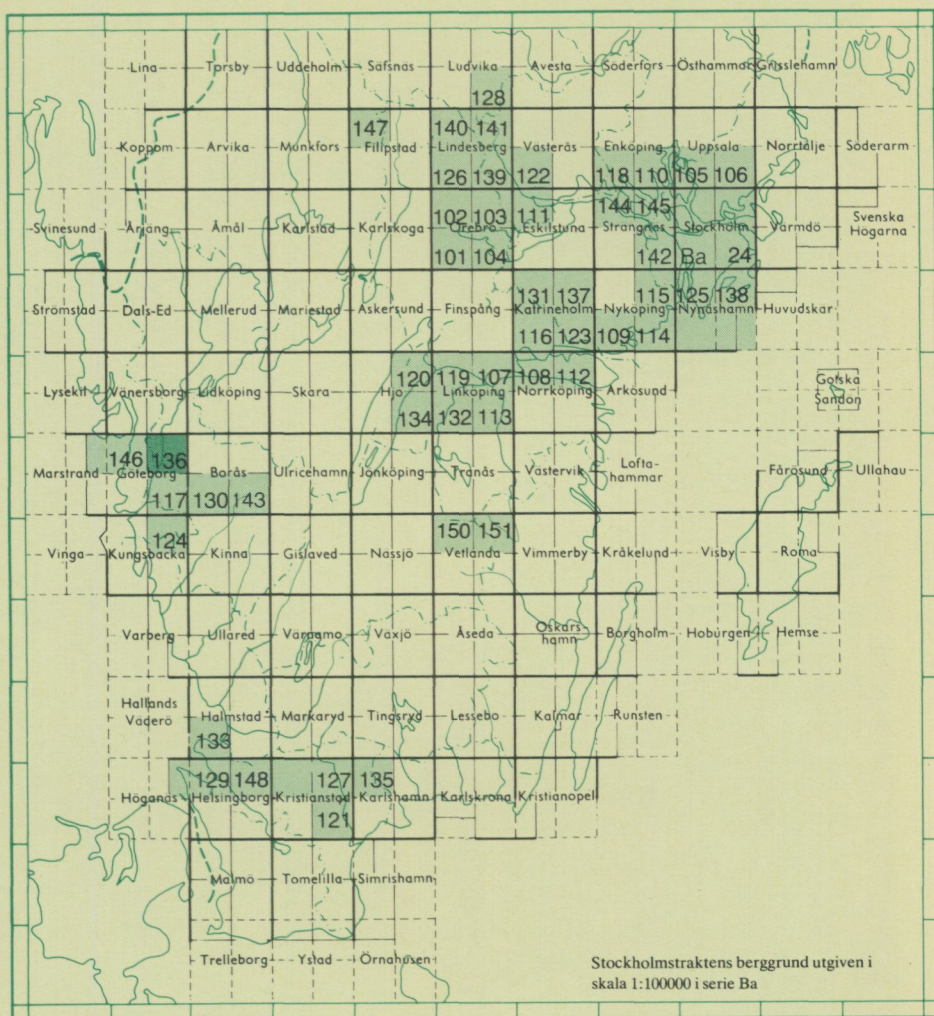 Lina Torsby Uddeholm Säfsnäs Ludvika Avesta Söderfors Östhammar Grisslehamn
128
147 140 141
Koppom Arvika Munkfors Filipstad Lindesberg Västerås Enköping Uppsala Norrtälje Söderarm
126 139 122 118 110 105 106
102 103 111 144 145
Svinesund Årjäng Åmål Karlstad Karlskoga Örebro Eskilstuna Strängnäs Stockholm Värmdö Svenska Högarna
101 104 142 Ba 24
131 137 115 125 138
Strömstad Dals-Ed Mellerud Mariestad Askersund Finspång Katrineholm Nyköping Nynäshamn Huvudskär
116 123 109 114
120 119 107 108 112
Lysekil Vänersborg Lidköping Skara Hjo Linköping Norrköping Arkösund Gotska Sandön
134 132 113
146 136
Marstrand Göteborg Borås Ulricehamn Jönköping Tranås Västervik Loftahammar Fårösund Ullahau
117 130 143
124 150 151
Vinga Kungsbacka Kinna Gislaved Nässjö Vetlanda Vimmerby Kråkelund Visby Roma
Varberg Ullared Värnamo Växjö Åseda Oskarshamn Borgholm Hoburgen Hemse
Hallands Väderö Halmstad Markaryd Tingsryd Lessebo Kalmar Runsten
133
129 148 127 135
Höganäs Helsingborg Kristianstad Karlshamn Karlskrona Kristianopel
121
Malmö Tomelilla Simrishamn
Trelleborg Ystad Örnahusen
Stockholmstraktens berggrund utgiven i
skala 1:100000 i serie Ba